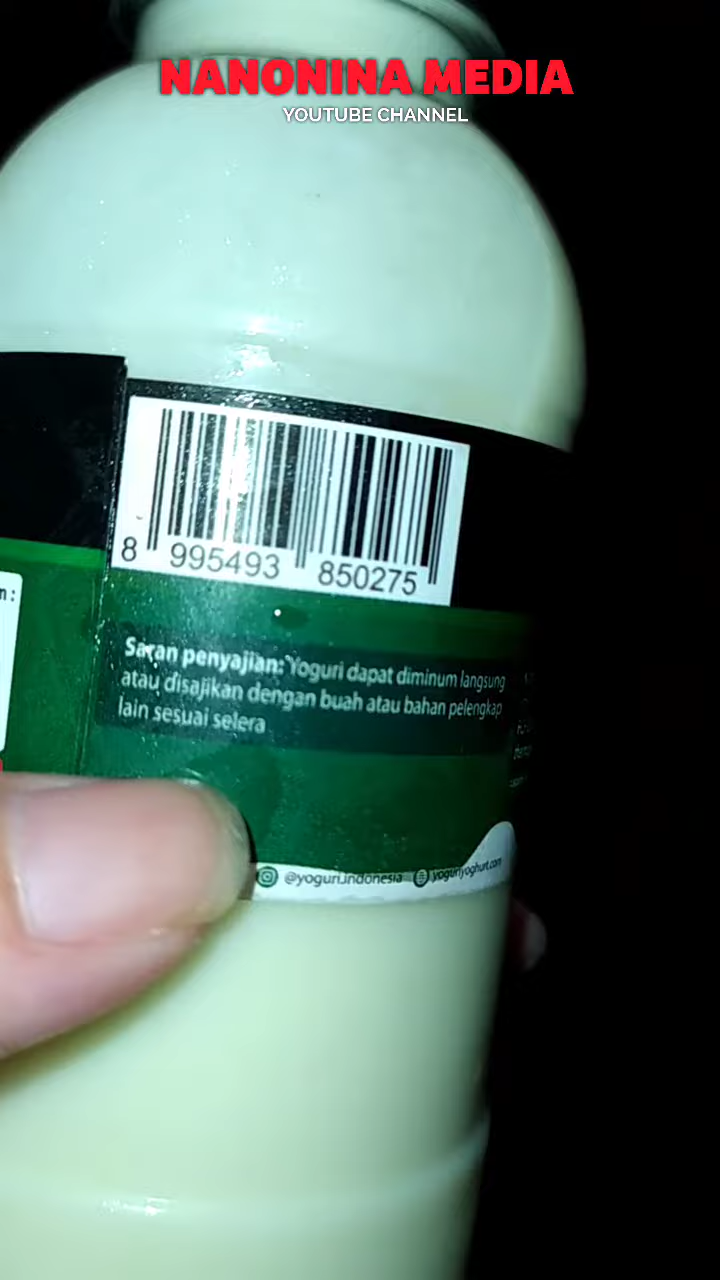 NANONINA MEDIA
YOUTUBE CHANNEL
n :
8 995493 850275
Saran penyajian: Yoguri dapat diminum langsung
atau disajikan dengan buah atau bahan pelengkap
lain sesuai selera
@yoguri.indonesia yoguriyoghurt.com